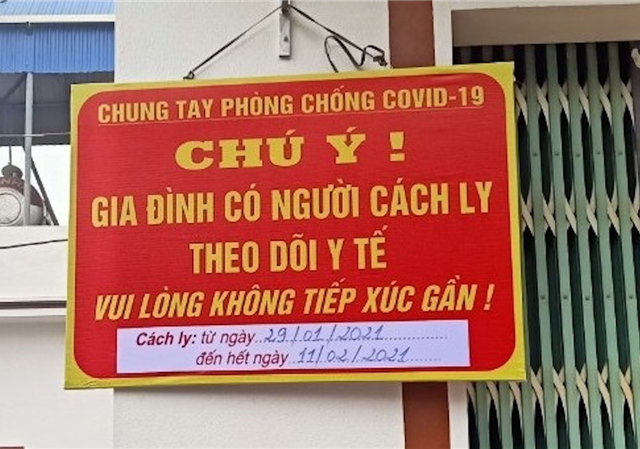 CHUNG TAY PHÒNG CHỐNG COVID-19
CHÚ Ý !
GIA ĐÌNH CÓ NGƯỜI CÁCH LY
THEO DÕI Y TẾ
VUI LÒNG KHÔNG TIẾP XÚC GẦN !
Cách ly: từ ngày..29/01/2021........
đến hết ngày..11/02/2021........